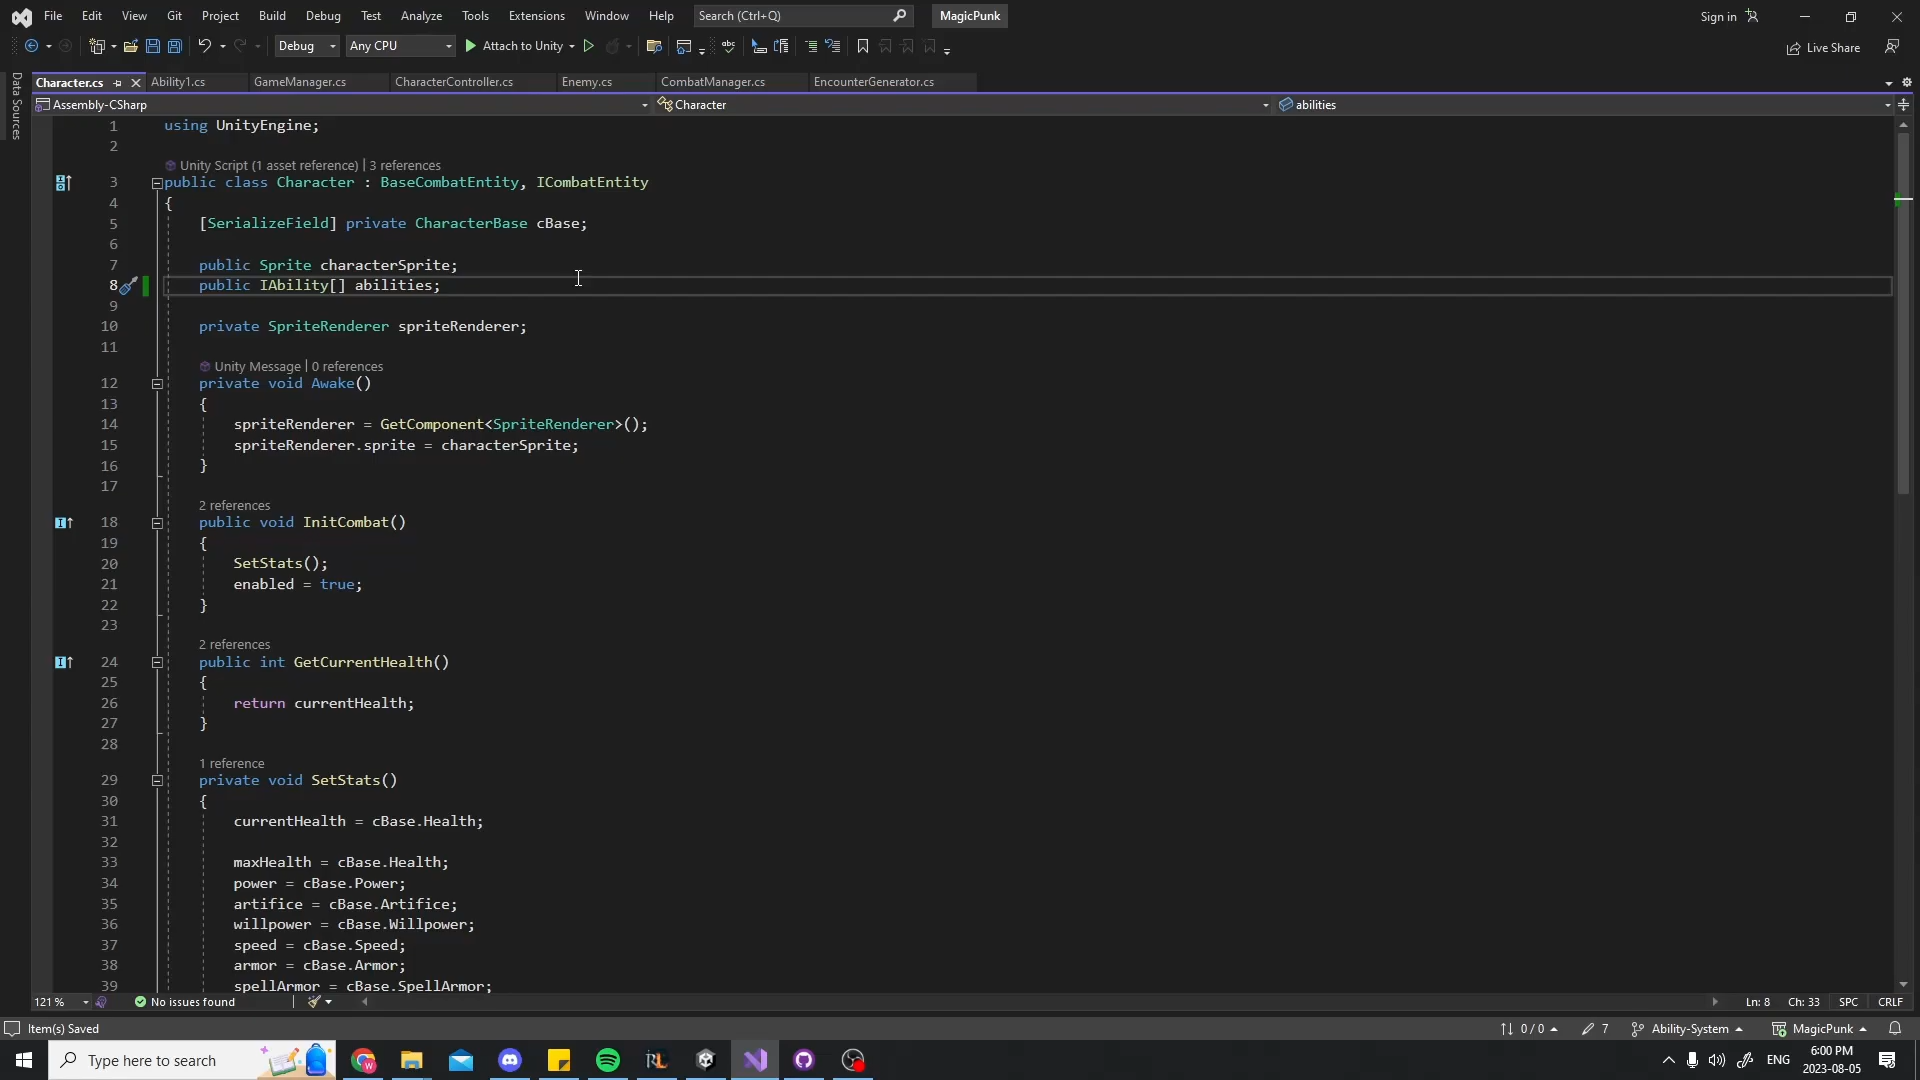 File Edit View Git Project Build Debug Test Analyze Tools Extensions Window Help Search (Ctrl+Q) MagicPunk Sign in
Debug Any CPU Attach to Unity Live Share
Data Sources
Character.cs Ability1.cs GameManager.cs CharacterController.cs Enemy.cs CombatManager.cs EncounterGenerator.cs
Assembly-CSharp Character abilities
1 using UnityEngine;
2
Unity Script (1 asset reference) | 3 references
3 public class Character : BaseCombatEntity, ICombatEntity
4 {
5 [SerializeField] private CharacterBase cBase;
6
7 public Sprite characterSprite;
8 public IAbility[] abilities;
9
10 private SpriteRenderer spriteRenderer;
11
Unity Message | 0 references
12 private void Awake()
13 {
14 spriteRenderer = GetComponent<SpriteRenderer>();
15 spriteRenderer.sprite = characterSprite;
16 }
17
2 references
18 public void InitCombat()
19 {
20 SetStats();
21 enabled = true;
22 }
23
2 references
24 public int GetCurrentHealth()
25 {
26 return currentHealth;
27 }
28
1 reference
29 private void SetStats()
30 {
31 currentHealth = cBase.Health;
32
33 maxHealth = cBase.Health;
34 power = cBase.Power;
35 artifice = cBase.Artifice;
36 willpower = cBase.Willpower;
37 speed = cBase.Speed;
38 armor = cBase.Armor;
39 spellArmor = cBase.SpellArmor;
121 % No issues found Ln: 8 Ch: 33 SPC CRLF
Item(s) Saved 0 / 0 7 Ability-System MagicPunk
Type here to search ENG 6:00 PM
2023-08-05